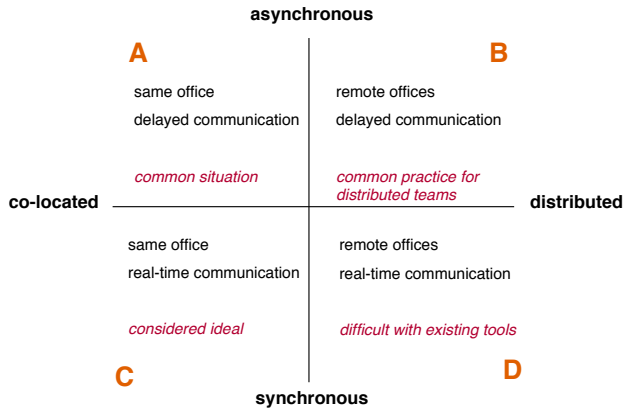 asynchronous
A
B
same office
delayed communication
common situation
remote offices
delayed communication
common practice for
distributed teams
co-located
distributed
same office
real-time communication
considered ideal
remote offices
real-time communication
difficult with existing tools
C
D
synchronous